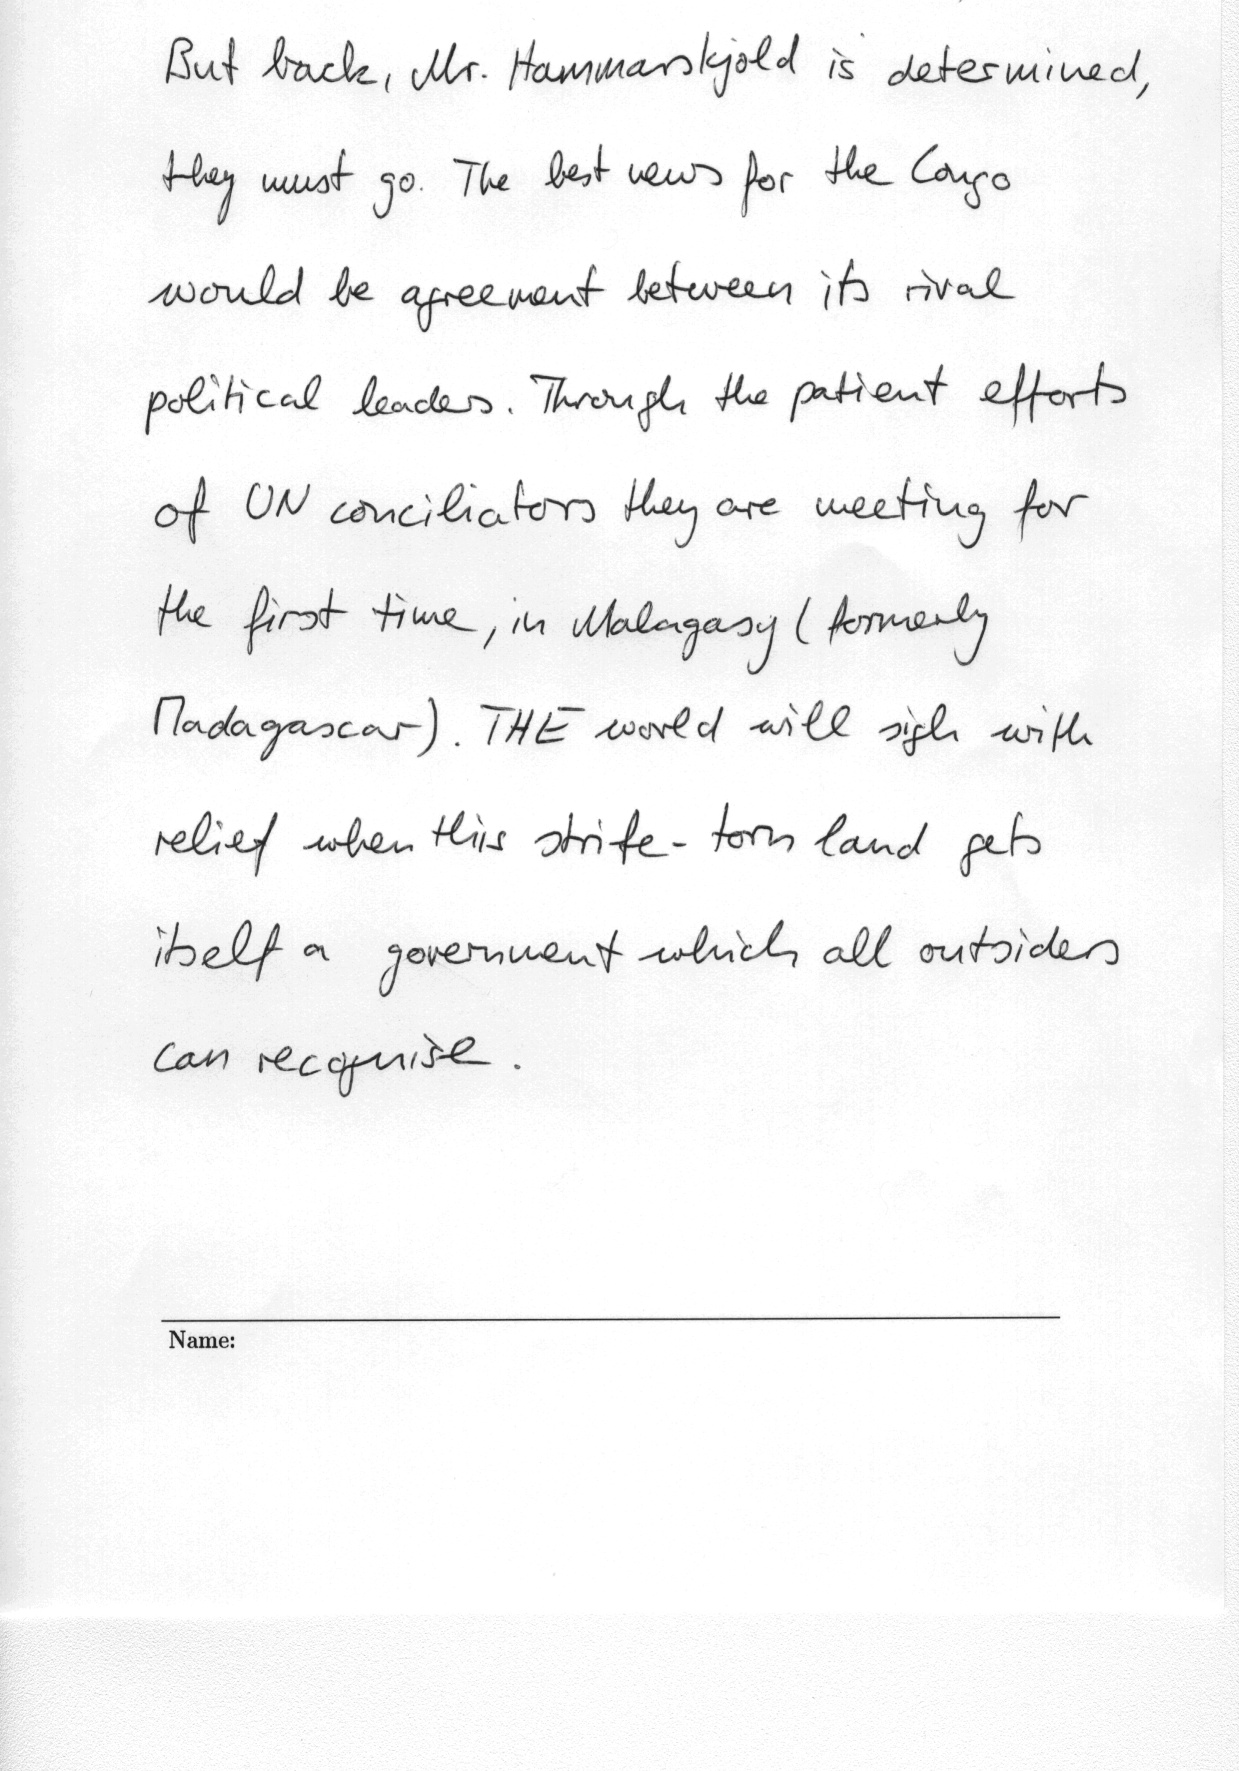 But back, Mr. Hammarskjöld is determined,
they must go. The best news for the Congo
would be agreement between its rival
political leaders. Through the patient efforts
of UN conciliators they are meeting for
the first time, in Malagasy (formerly
Madagascar). THE world will sigh with
relief when this strife-torn land gets
itself a government which all outsiders
can recognise.
Name: